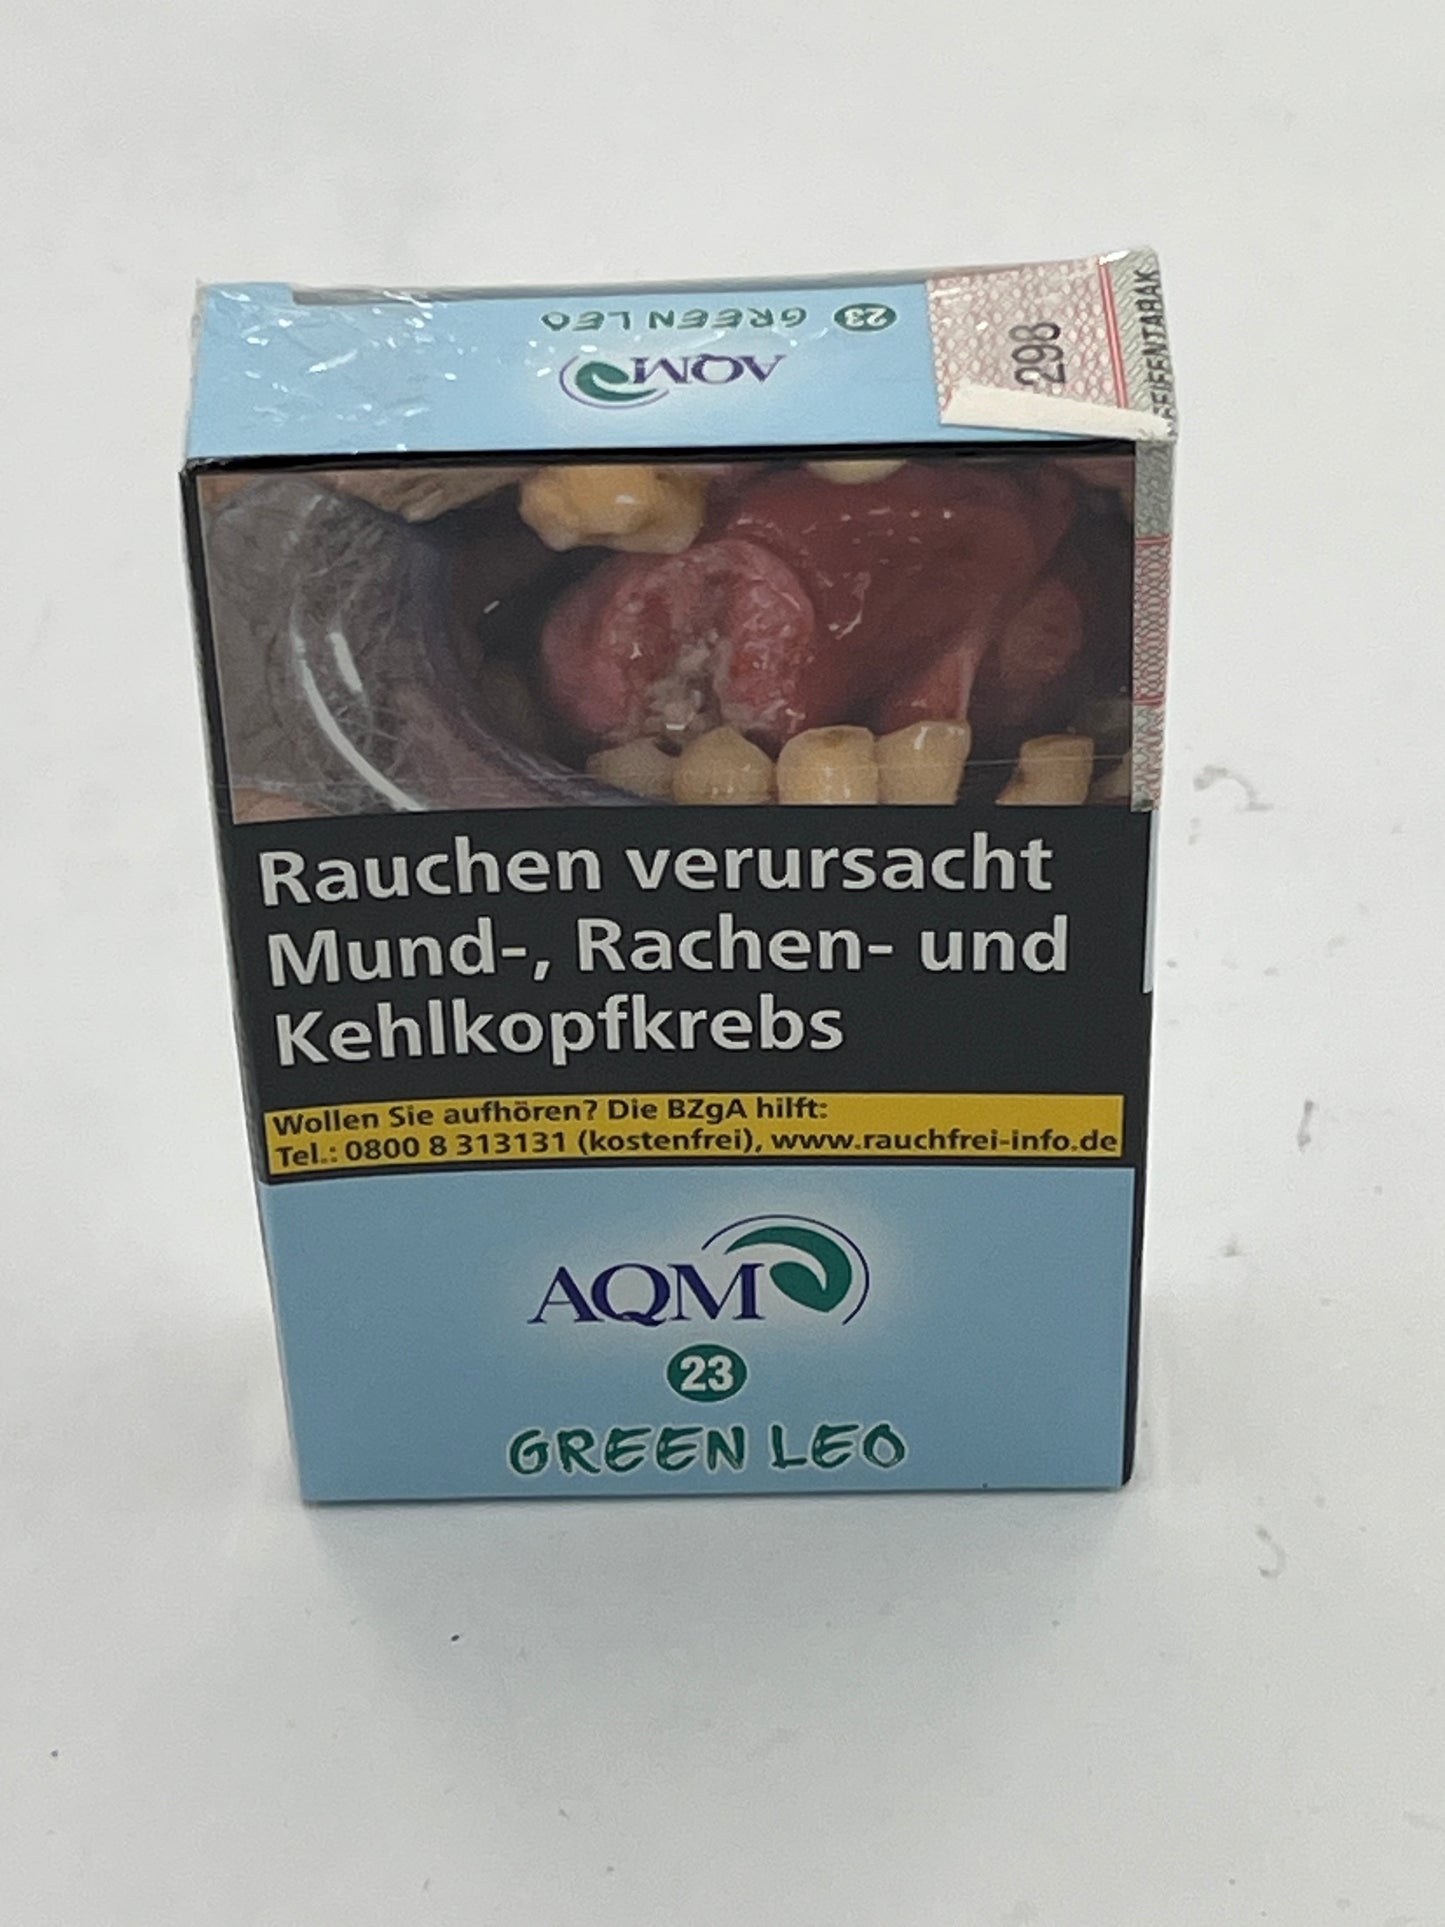 23 GREEN LEO
AQM
298
PFEIFENTABAK
Rauchen verursacht
Mund-, Rachen- und
Kehlkopfkrebs
Wollen Sie aufhören? Die BZgA hilft:
Tel.: 0800 8 313131 (kostenfrei), www.rauchfrei-info.de
AQM
23
GREEN LEO